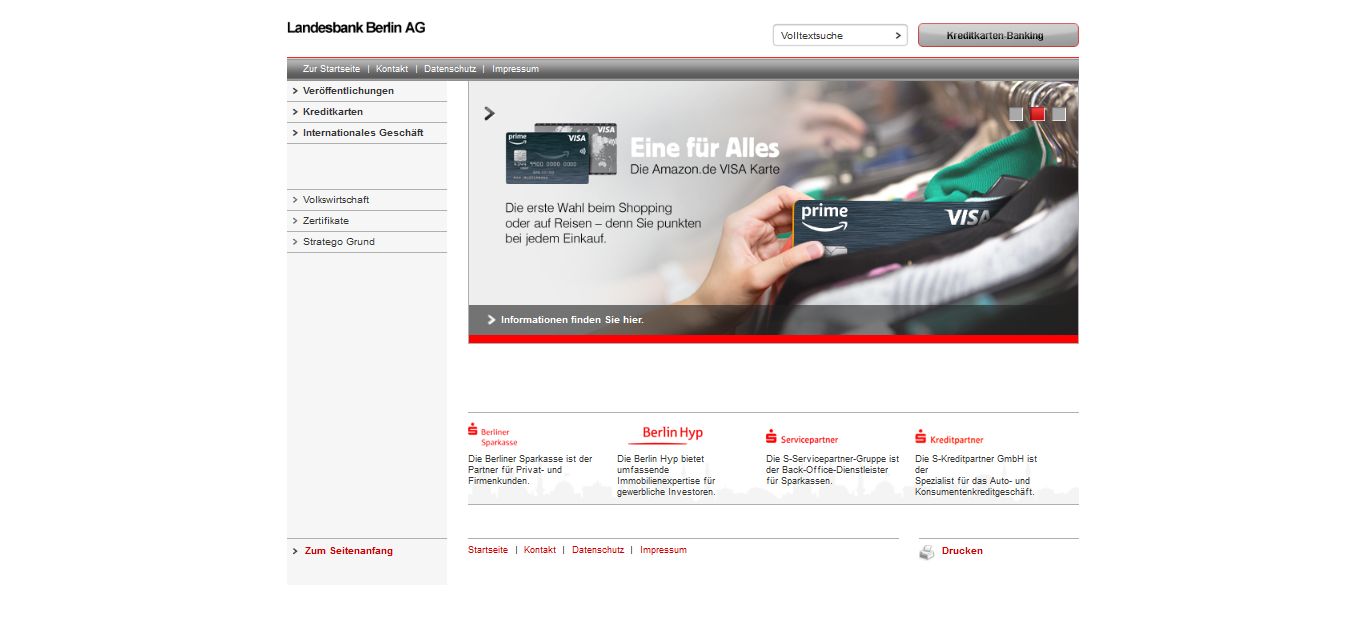 Landesbank Berlin AG
Volltextsuche
Kreditkarten-Banking
Zur Startseite | Kontakt | Datenschutz | Impressum
Veröffentlichungen
Kreditkarten
Internationales Geschäft
Volkswirtschaft
Zertifikate
Stratego Grund
prime
VISA
VISA
Eine für Alles
Die Amazon.de VISA Karte
Die erste Wahl beim Shopping
oder auf Reisen – denn Sie punkten
bei jedem Einkauf.
prime
VISA
Informationen finden Sie hier.
Berliner
Sparkasse
Die Berliner Sparkasse ist der
Partner für Privat- und
Firmenkunden.
Berlin Hyp
Die Berlin Hyp bietet
umfassende
Immobilienexpertise für
gewerbliche Investoren.
Servicepartner
Die S-Servicepartner-Gruppe ist
der Back-Office-Dienstleister
für Sparkassen.
Kreditpartner
Die S-Kreditpartner GmbH ist
der
Spezialist für das Auto- und
Konsumentenkreditgeschäft.
Zum Seitenanfang
Startseite | Kontakt | Datenschutz | Impressum
Drucken